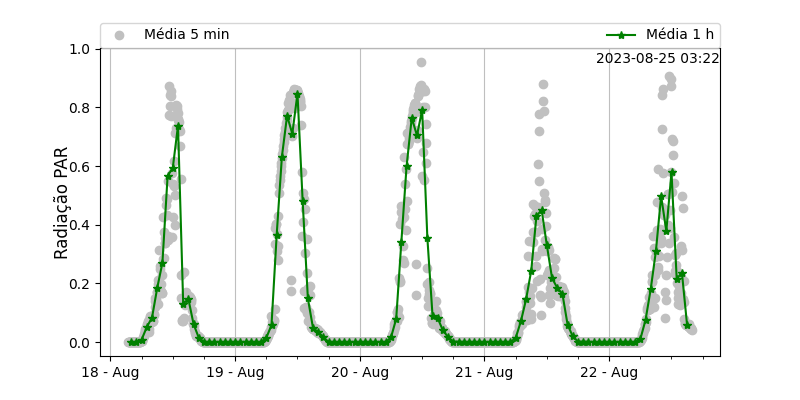 Média 5 min
Média 1 h
2023-08-25 03:22
Radiação PAR
1.0
0.8
0.6
0.4
0.2
0.0
18 - Aug
19 - Aug
20 - Aug
21 - Aug
22 - Aug